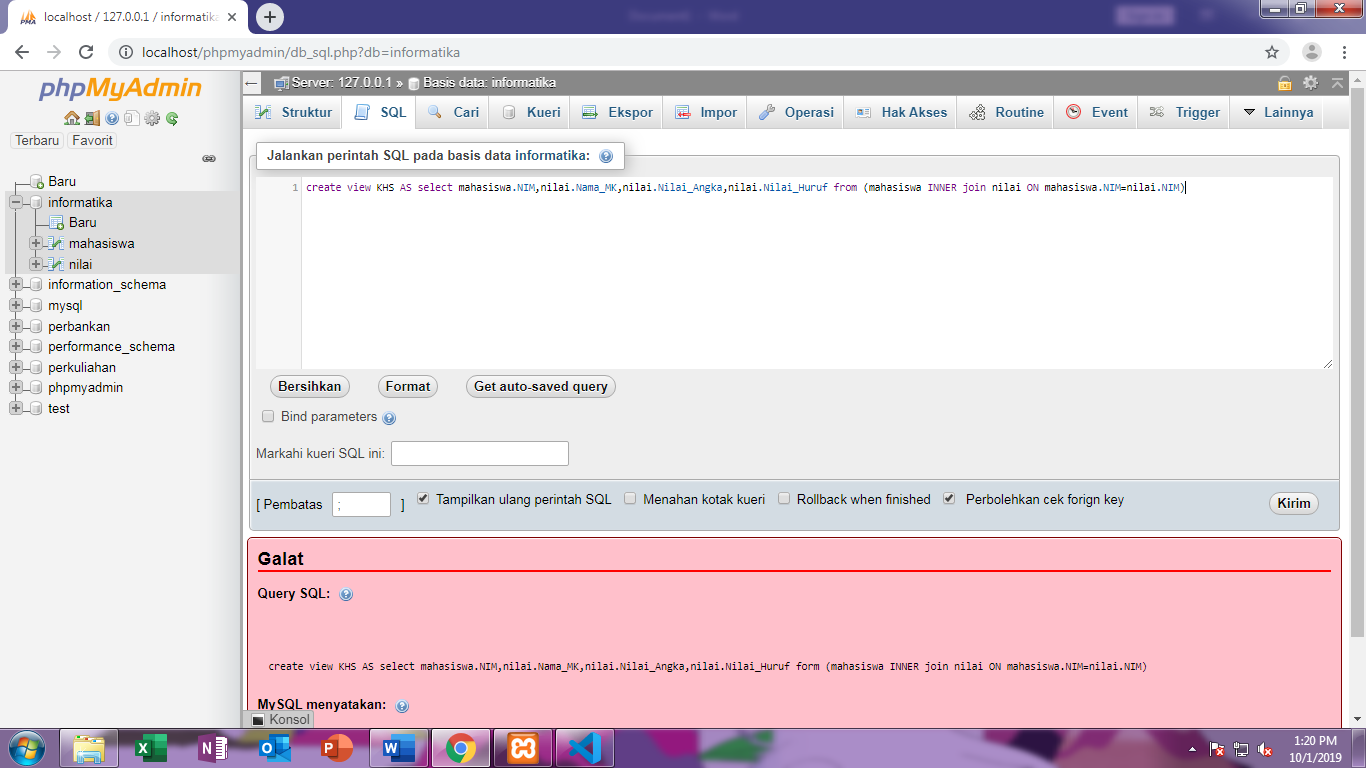 localhost / 127.0.0.1 / informatika
localhost/phpmyadmin/db_sql.php?db=informatika
phpMyAdmin
Terbaru Favorit
Baru
informatika
Baru
mahasiswa
nilai
information_schema
mysql
perbankan
performance_schema
perkuliahan
phpmyadmin
test
Server: 127.0.0.1 » Basis data: informatika
Struktur SQL Cari Kueri Ekspor Impor Operasi Hak Akses Routine Event Trigger Lainnya
Jalankan perintah SQL pada basis data informatika:
1 create view KHS AS select mahasiswa.NIM,nilai.Nama_MK,nilai.Nilai_Angka,nilai.Nilai_Huruf from (mahasiswa INNER join nilai ON mahasiswa.NIM=nilai.NIM)
Bersihkan Format Get auto-saved query
Bind parameters
Markahi kueri SQL ini:
[ Pembatas ; ] Tampilkan ulang perintah SQL Menahan kotak kueri Rollback when finished Perbolehkan cek forign key Kirim
Galat
Query SQL:
create view KHS AS select mahasiswa.NIM,nilai.Nama_MK,nilai.Nilai_Angka,nilai.Nilai_Huruf form (mahasiswa INNER join nilai ON mahasiswa.NIM=nilai.NIM)
MySQL menyatakan:
Konsol
1:20 PM
10/1/2019